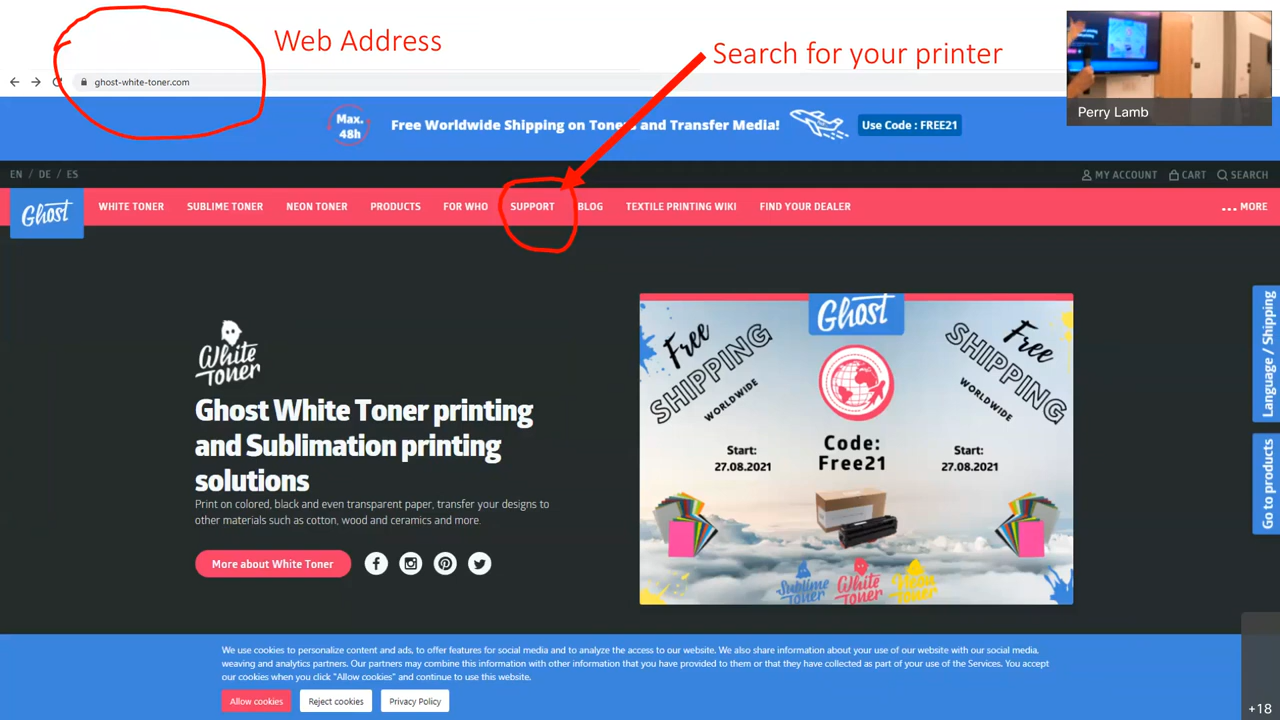 Web Address
Search for your printer
Perry Lamb
ghost-white-toner.com
Max.
48h
Free Worldwide Shipping on Toners and Transfer Media!
Use Code : FREE21
EN / DE / ES
MY ACCOUNT
CART
SEARCH
Ghost
WHITE TONER
SUBLIME TONER
NEON TONER
PRODUCTS
FOR WHO
SUPPORT
BLOG
TEXTILE PRINTING WIKI
FIND YOUR DEALER
... MORE
White
Toner
Ghost White Toner printing
and Sublimation printing
solutions
Print on colored, black and even transparent paper, transfer your designs to
other materials such as cotton, wood and ceramics and more.
More about White Toner
Ghost
Free
SHIPPING
WORLDWIDE
Start:
27.08.2021
Code:
Free21
Free
SHIPPING
WORLDWIDE
Start:
27.08.2021
Sublime
Toner
White
Toner
Neon
Toner
Language / Shipping
Go to products
We use cookies to personalize content and ads, to offer features for social media and to analyze the access to our website. We also share information about your use of our website with our social media,
weaving and analytics partners. Our partners may combine this information with other information that you have provided to them or that they have collected as part of your use of the Services. You accept
our cookies when you click "Allow cookies" and continue to use this website.
Allow cookies
Reject cookies
Privacy Policy
+18